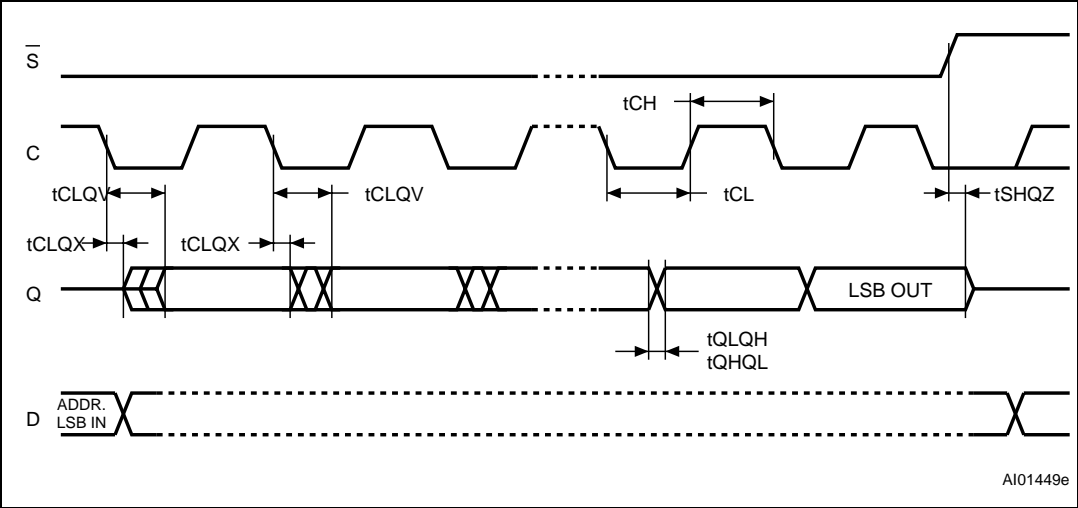 S̅
tCH
C
tCLQV
tCLQV
tCL
tSHQZ
tCLQX
tCLQX
Q
LSB OUT
tQLQH
tQHQL
D
ADDR.
LSB IN
AI01449e